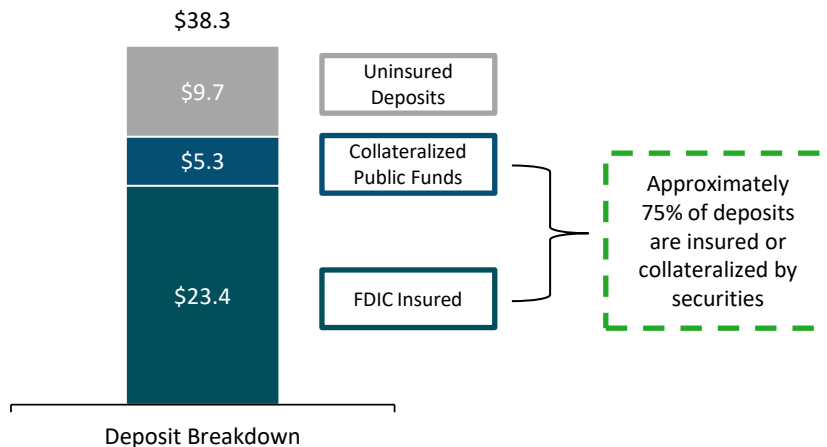 $38.3
$9.7
Uninsured
Deposits
$5.3
Collateralized
Public Funds
Approximately
75% of deposits
are insured or
collateralized by
securities
$23.4
FDIC Insured
Deposit Breakdown